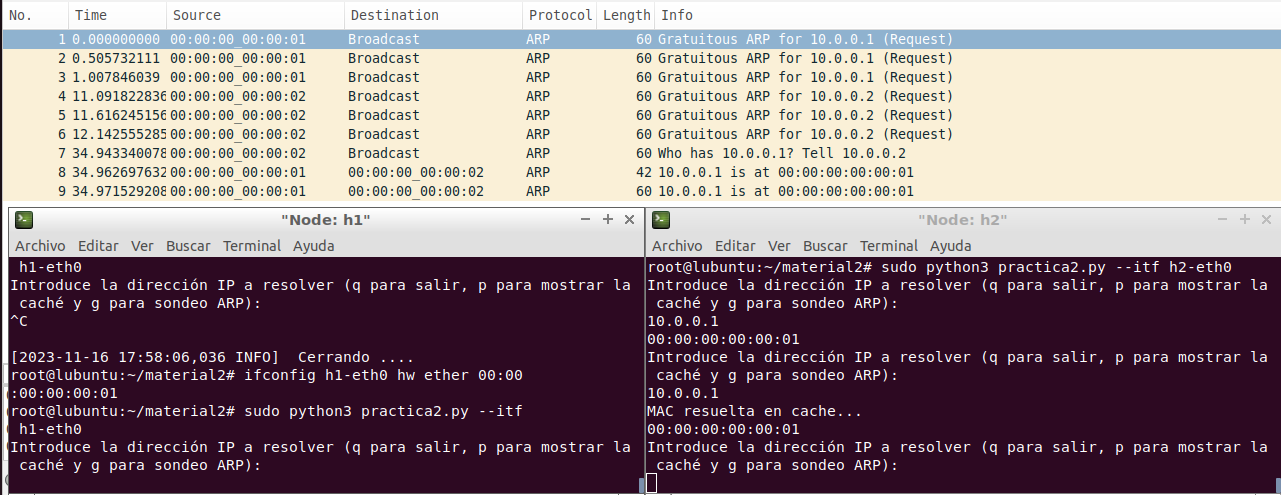 No. Time Source Destination Protocol Length Info
1 0.000000000 00:00:00_00:00:01 Broadcast ARP 60 Gratuitous ARP for 10.0.0.1 (Request)
2 0.505732111 00:00:00_00:00:01 Broadcast ARP 60 Gratuitous ARP for 10.0.0.1 (Request)
3 1.007846039 00:00:00_00:00:01 Broadcast ARP 60 Gratuitous ARP for 10.0.0.1 (Request)
4 11.091822836 00:00:00_00:00:02 Broadcast ARP 60 Gratuitous ARP for 10.0.0.2 (Request)
5 11.616245156 00:00:00_00:00:02 Broadcast ARP 60 Gratuitous ARP for 10.0.0.2 (Request)
6 12.142555285 00:00:00_00:00:02 Broadcast ARP 60 Gratuitous ARP for 10.0.0.2 (Request)
7 34.943340078 00:00:00_00:00:02 Broadcast ARP 60 Who has 10.0.0.1? Tell 10.0.0.2
8 34.962697632 00:00:00_00:00:01 00:00:00_00:00:02 ARP 42 10.0.0.1 is at 00:00:00:00:00:01
9 34.971529208 00:00:00_00:00:01 00:00:00_00:00:02 ARP 60 10.0.0.1 is at 00:00:00:00:00:01
"Node: h1"
Archivo Editar Ver Buscar Terminal Ayuda
h1-eth0
Introduce la dirección IP a resolver (q para salir, p para mostrar la
caché y g para sondeo ARP):
^C
[2023-11-16 17:58:06,036 INFO] Cerrando ....
root@lubuntu:~/material2# ifconfig h1-eth0 hw ether 00:00
:00:00:00:01
root@lubuntu:~/material2# sudo python3 practica2.py --itf
h1-eth0
Introduce la dirección IP a resolver (q para salir, p para mostrar la
caché y g para sondeo ARP):
"Node: h2"
Archivo Editar Ver Buscar Terminal Ayuda
root@lubuntu:~/material2# sudo python3 practica2.py --itf h2-eth0
Introduce la dirección IP a resolver (q para salir, p para mostrar la
caché y g para sondeo ARP):
10.0.0.1
00:00:00:00:00:01
Introduce la dirección IP a resolver (q para salir, p para mostrar la
caché y g para sondeo ARP):
10.0.0.1
MAC resuelta en cache...
00:00:00:00:00:01
Introduce la dirección IP a resolver (q para salir, p para mostrar la
caché y g para sondeo ARP):